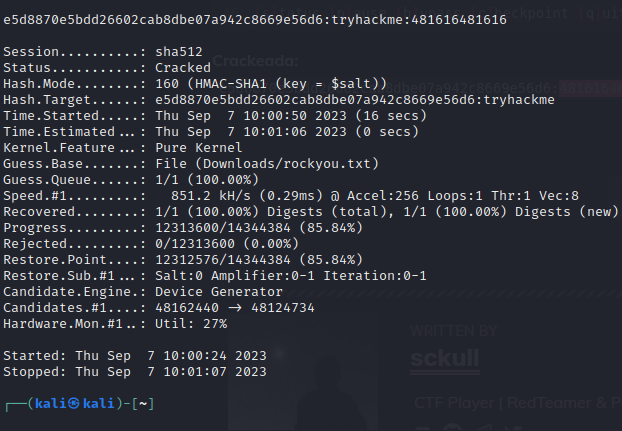 e5d8870e5bdd26602cab8dbe07a942c8669e56d6:tryhackme:481616481616
Crackeada:
Session..........: sha512
Status...........: Cracked
Hash.Mode........: 160 (HMAC-SHA1 (key = $salt))
Hash.Target......: e5d8870e5bdd26602cab8dbe07a942c8669e56d6:tryhackme
Time.Started.....: Thu Sep  7 10:00:50 2023 (16 secs)
Time.Estimated...: Thu Sep  7 10:01:06 2023 (0 secs)
Kernel.Feature...: Pure Kernel
Guess.Base.......: File (Downloads/rockyou.txt)
Guess.Queue......: 1/1 (100.00%)
Speed.#1.........:   851.2 kH/s (0.29ms) @ Accel:256 Loops:1 Thr:1 Vec:8
Recovered........: 1/1 (100.00%) Digests (total), 1/1 (100.00%) Digests (new)
Progress.........: 12313600/14344384 (85.84%)
Rejected.........: 0/12313600 (0.00%)
Restore.Point....: 12312576/14344384 (85.84%)
Restore.Sub.#1...: Salt:0 Amplifier:0-1 Iteration:0-1
Candidate.Engine.: Device Generator
Candidates.#1....: 48162440 -> 48124734
Hardware.Mon.#1..: Util: 27%
WRITTEN BY
Started: Thu Sep  7 10:00:24 2023
sckull
Stopped: Thu Sep  7 10:01:07 2023
CTF Player | RedTeamer &
┌──(kali㉿kali)-[~]